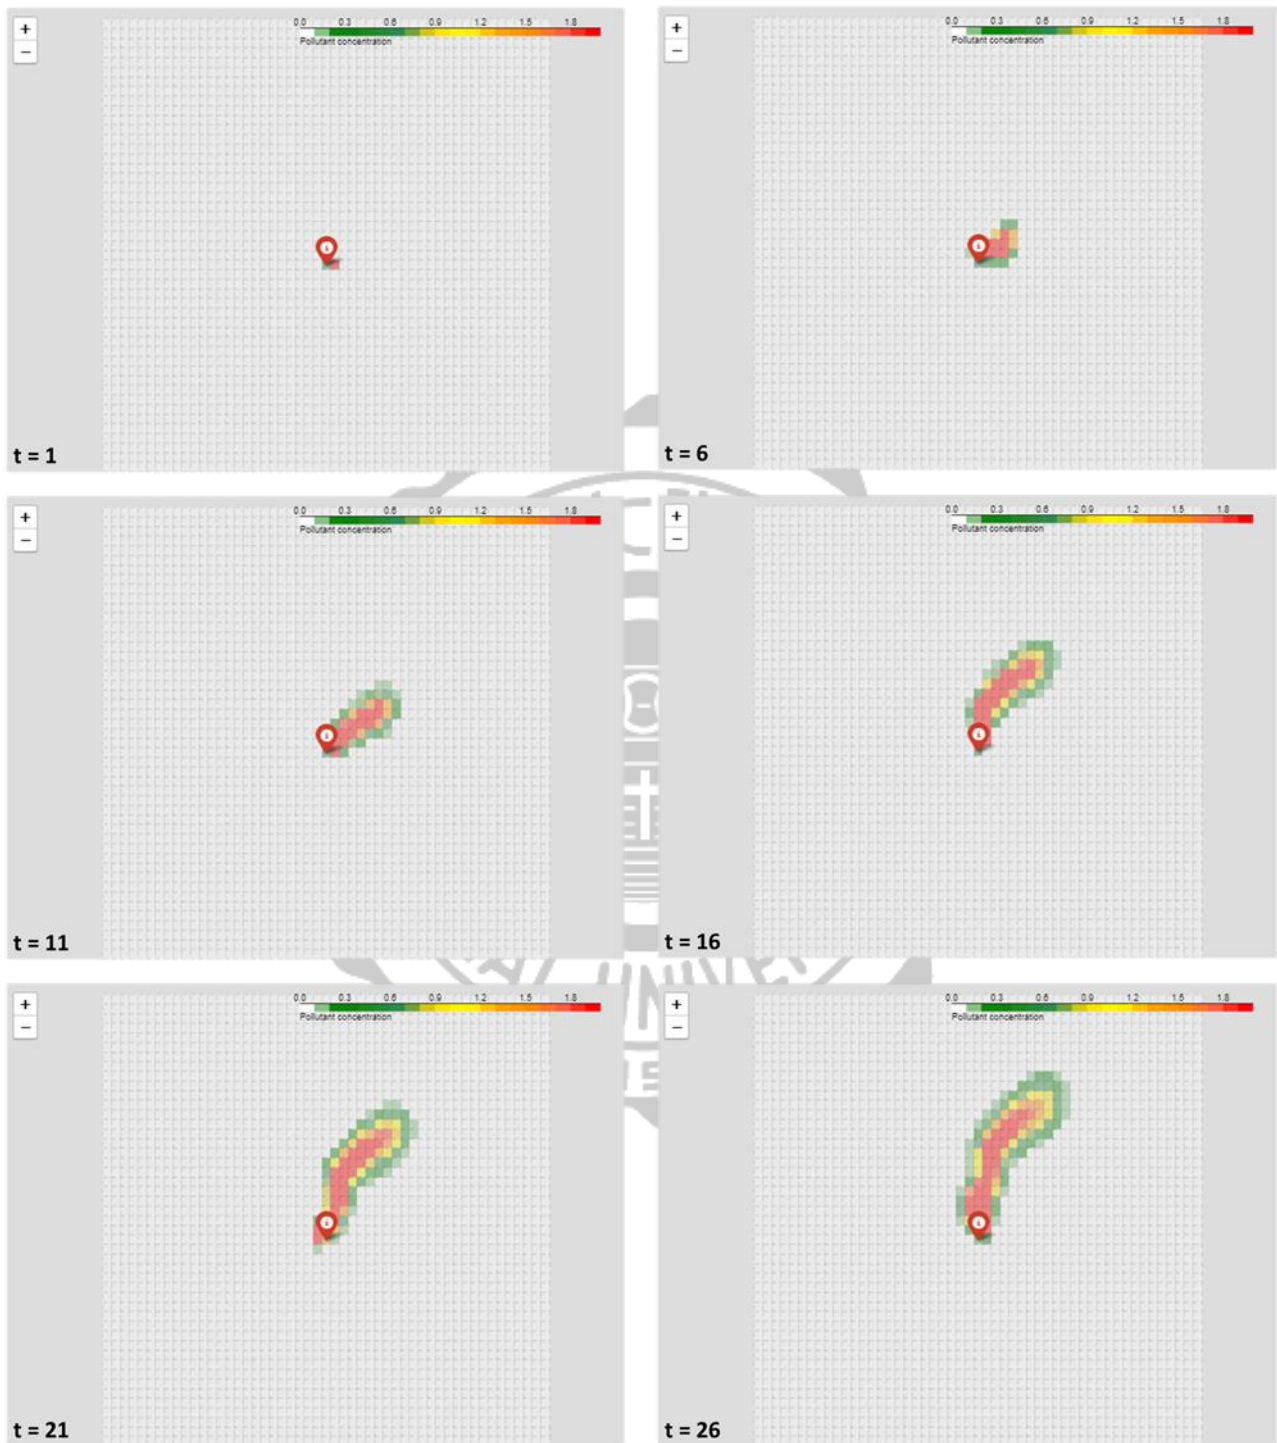 +
−
0.0 0.3 0.6 0.9 1.2 1.5 1.8
Pollutant concentration
t = 1
+
−
0.0 0.3 0.6 0.9 1.2 1.5 1.8
Pollutant concentration
t = 6
+
−
0.0 0.3 0.6 0.9 1.2 1.5 1.8
Pollutant concentration
t = 11
+
−
0.0 0.3 0.6 0.9 1.2 1.5 1.8
Pollutant concentration
t = 16
+
−
0.0 0.3 0.6 0.9 1.2 1.5 1.8
Pollutant concentration
t = 21
+
−
0.0 0.3 0.6 0.9 1.2 1.5 1.8
Pollutant concentration
t = 26